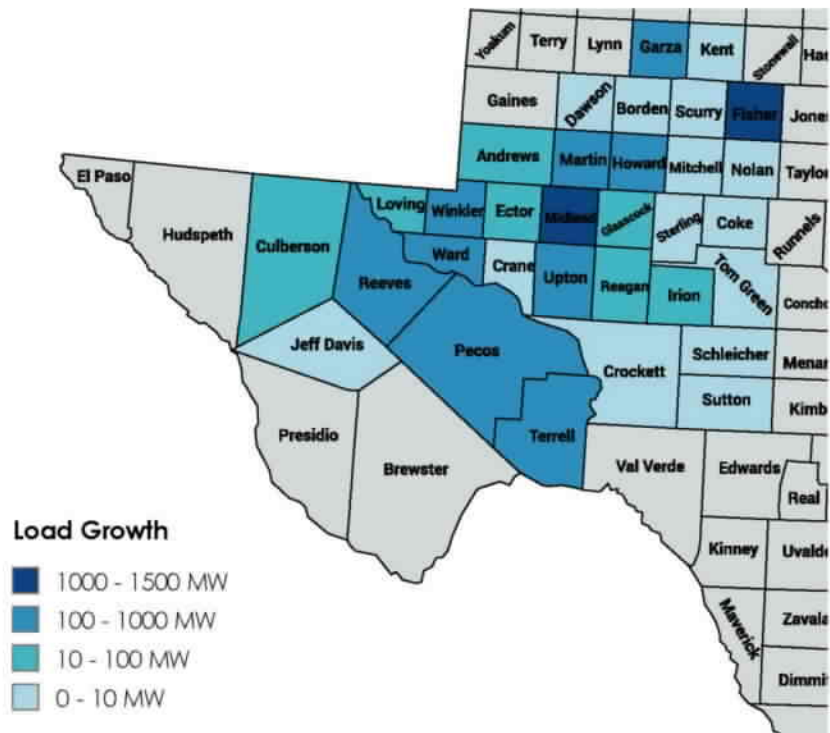 Yoakum
Terry
Lynn
Garza
Kent
Stonewall
Har
Gaines
Dawson
Borden
Scurry
Fisher
Jone
Andrews
Martin
Howard
Mitchell
Nolan
Taylor
El Paso
Hudspeth
Culberson
Loving
Winkler
Ector
Midland
Glasscock
Sterling
Coke
Runnels
Reeves
Ward
Crane
Upton
Reagan
Irion
Tom Green
Concho
Jeff Davis
Pecos
Crockett
Schleicher
Menar
Sutton
Kimb
Presidio
Brewster
Terrell
Val Verde
Edwards
Real
Kinney
Uvalde
Maverick
Zavala
Dimmi
Load Growth
1000 - 1500 MW
100 - 1000 MW
10 - 100 MW
0 - 10 MW